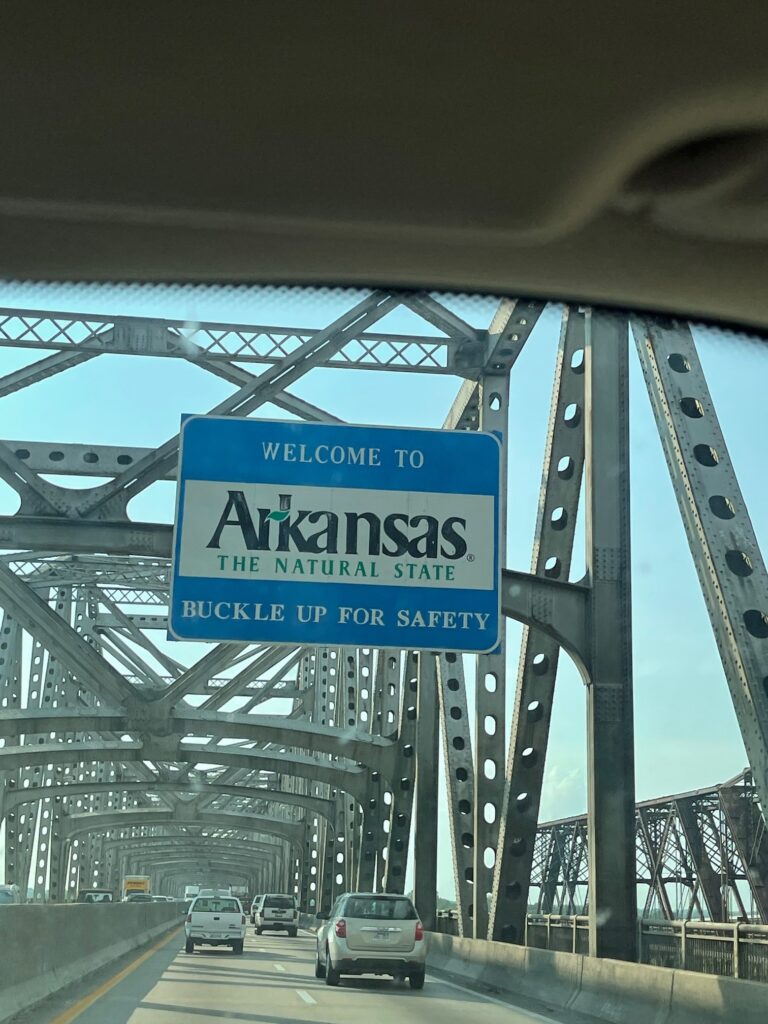 WELCOME TO
Arkansas®
THE NATURAL STATE
BUCKLE UP FOR SAFETY